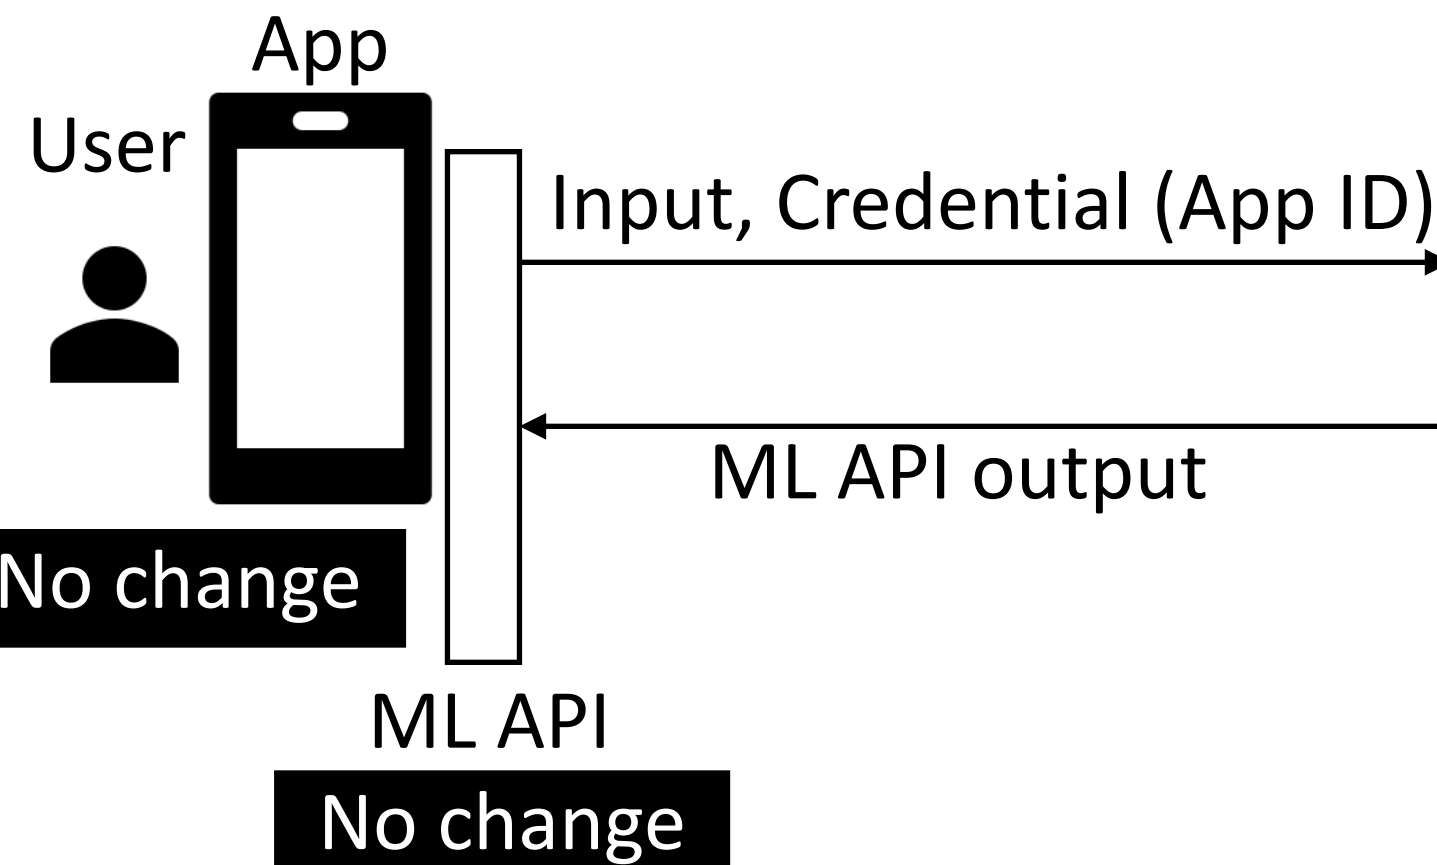 App
User
Input, Credential (App ID)
ML API output
No change
ML API
No change